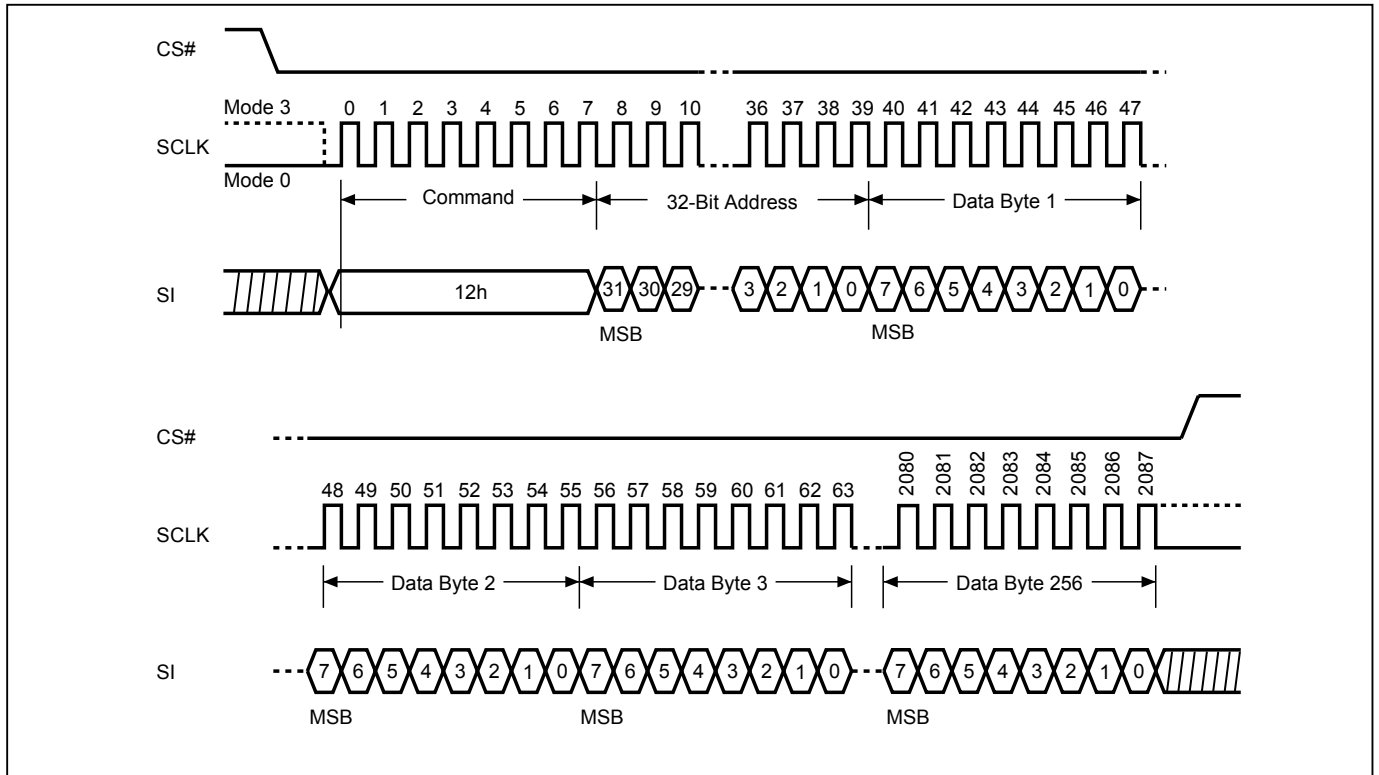 CS#
Mode 3
0 1 2 3 4 5 6 7 8 9 10 36 37 38 39 40 41 42 43 44 45 46 47
SCLK
Mode 0
Command 32-Bit Address Data Byte 1
SI 12h 31 30 29 3 2 1 0 7 6 5 4 3 2 1 0
MSB MSB
CS#
48 49 50 51 52 53 54 55 56 57 58 59 60 61 62 63 2080 2081 2082 2083 2084 2085 2086 2087
SCLK
Data Byte 2 Data Byte 3 Data Byte 256
SI 7 6 5 4 3 2 1 0 7 6 5 4 3 2 1 0 7 6 5 4 3 2 1 0
MSB MSB MSB